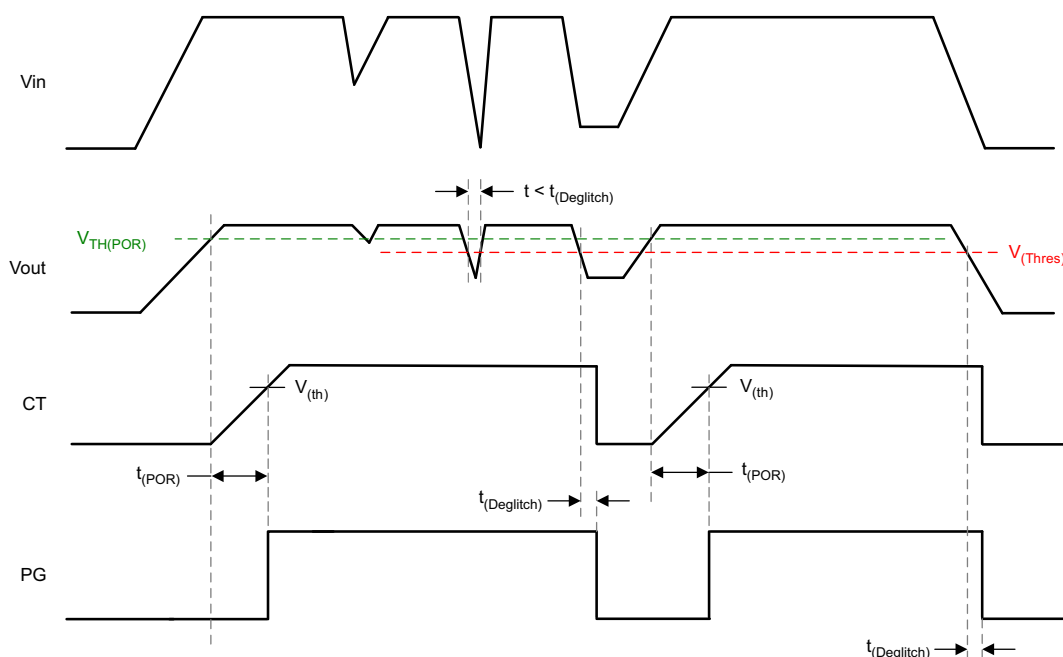 Vin
t < t(Deglitch)
VTH(POR)
V(Thres)
Vout
V(th)
V(th)
CT
t(POR)
t(POR)
t(Deglitch)
PG
t(Deglitch)